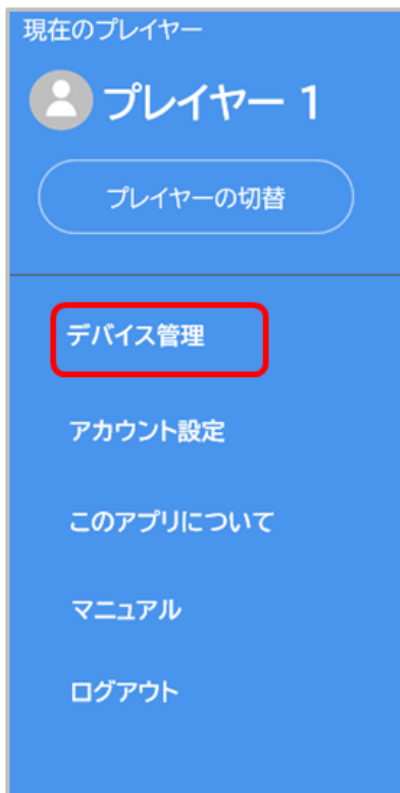 現在のプレイヤー
プレイヤー 1
プレイヤーの切替
デバイス管理
アカウント設定
このアプリについて
マニュアル
ログアウト